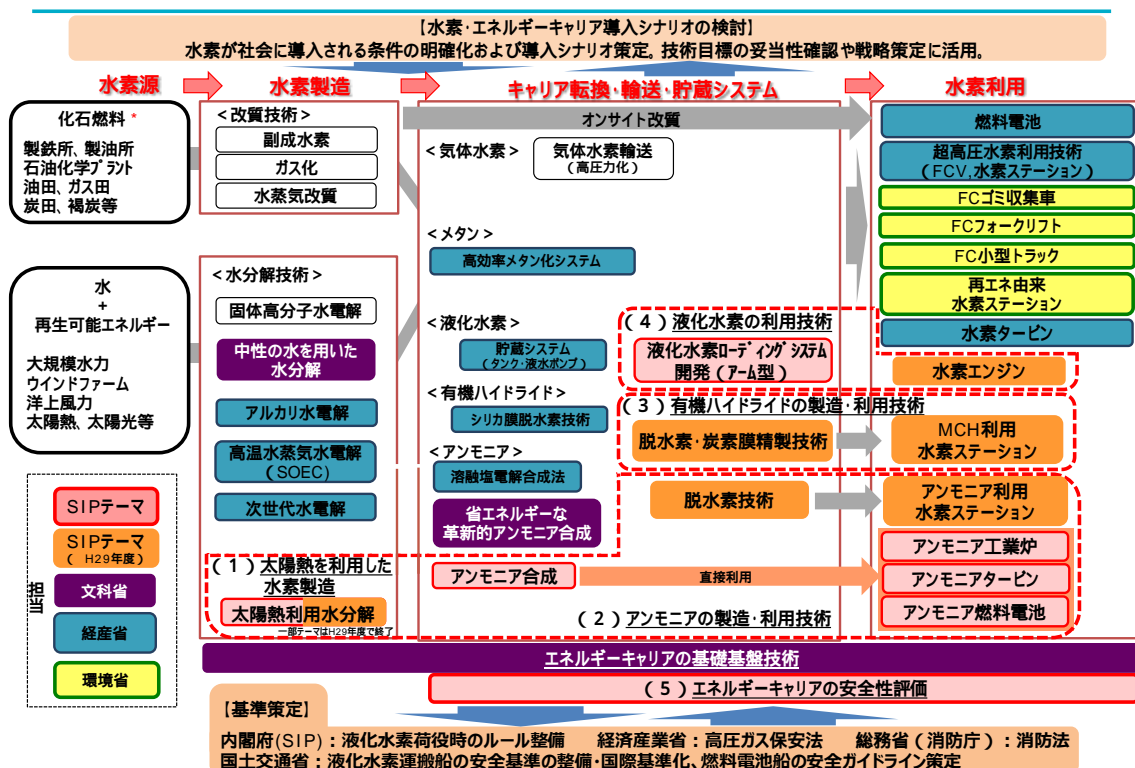 【水素・エネルギーキャリア導入シナリオの検討】
水素が社会に導入される条件の明確化および導入シナリオ策定。技術目標の妥当性確認や戦略策定に活用。
水素源
水素製造
キャリア転換・輸送・貯蔵システム
水素利用
化石燃料 *
製鉄所、製油所
石油化学プラント
油田、ガス田
炭田、褐炭等
＜改質技術＞
副成水素
ガス化
水蒸気改質
オンサイト改質
＜気体水素＞
気体水素輸送
（高圧力化）
＜メタン＞
高効率メタン化システム
燃料電池
超高圧水素利用技術
（FCV,水素ステーション）
FCゴミ収集車
FCフォークリフト
FC小型トラック
再エネ由来
水素ステーション
水素タービン
水
+
再生可能エネルギー
大規模水力
ウインドファーム
洋上風力
太陽熱、太陽光等
＜水分解技術＞
固体高分子水電解
中性の水を用いた
水分解
アルカリ水電解
高温水蒸気水電解
（SOEC）
次世代水電解
＜液化水素＞
貯蔵システム
（タンク・液水ポンプ）
（４）液化水素の利用技術
液化水素ローディングシステム
開発（アーム型）
水素エンジン
＜有機ハイドライド＞
シリカ膜脱水素技術
（３）有機ハイドライドの製造・利用技術
脱水素・炭素膜精製技術
MCH利用
水素ステーション
＜アンモニア＞
溶融塩電解合成法
省エネルギーな
革新的アンモニア合成
脱水素技術
アンモニア利用
水素ステーション
アンモニア合成
直接利用
アンモニア工業炉
アンモニアタービン
アンモニア燃料電池
（２）アンモニアの製造・利用技術
（１）太陽熱を利用した
水素製造
太陽熱利用水分解
一部テーマはH29年度で終了
担当
SIPテーマ
SIPテーマ
（ H29年度）
文科省
経産省
環境省
エネルギーキャリアの基礎基盤技術
（５）エネルギーキャリアの安全性評価
【基準策定】
内閣府(SIP)：液化水素荷役時のルール整備　経済産業省：高圧ガス保安法　総務省（消防庁）：消防法
国土交通省：液化水素運搬船の安全基準の整備・国際基準化、燃料電池船の安全ガイドライン策定